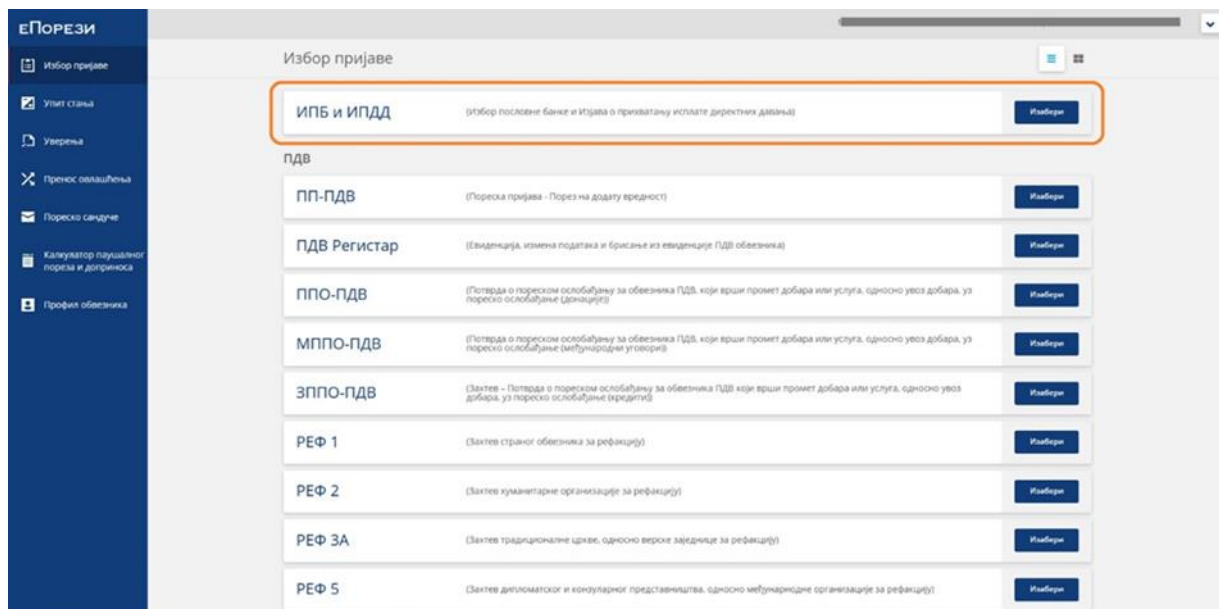 еПорези
Избор пријаве
Избор пријаве
Упит стања
Уверења
Пренос овлашћења
Пореско сандуче
Калкулатор паушалног
пореза и доприноса
Профил обвезника
ИПБ и ИПДД
(Избор пословне банке и Изјава о прихватању исплате директних давања)
Изабери
ПДВ
ПП-ПДВ
(Пореска пријава - Порез на додату вредност)
Изабери
ПДВ Регистар
(Евиденција, измена података и брисање из евиденције ПДВ обвезника)
Изабери
ППО-ПДВ
(Потврда о пореском ослобађању за обвезника ПДВ, који врши промет добара или услуга, односно увоз добара, уз
пореско ослобађање (донације))
Изабери
МППО-ПДВ
(Потврда о пореском ослобађању за обвезника ПДВ, који врши промет добара или услуга, односно увоз добара, уз
пореско ослобађање (међународни уговори))
Изабери
ЗППО-ПДВ
(Захтев – Потврда о пореском ослобађању за обвезника ПДВ који врши промет добара или услуга, односно увоз
добара, уз пореско ослобађање (кредити))
Изабери
РЕФ 1
(Захтев страног обвезника за рефакцију)
Изабери
РЕФ 2
(Захтев хуманитарне организације за рефакцију)
Изабери
РЕФ 3А
(Захтев традиционалне цркве, односно верске заједнице за рефакцију)
Изабери
РЕФ 5
(Захтев дипломатског и конзуларног представништва, односно међународне организације за рефакцију)
Изабери